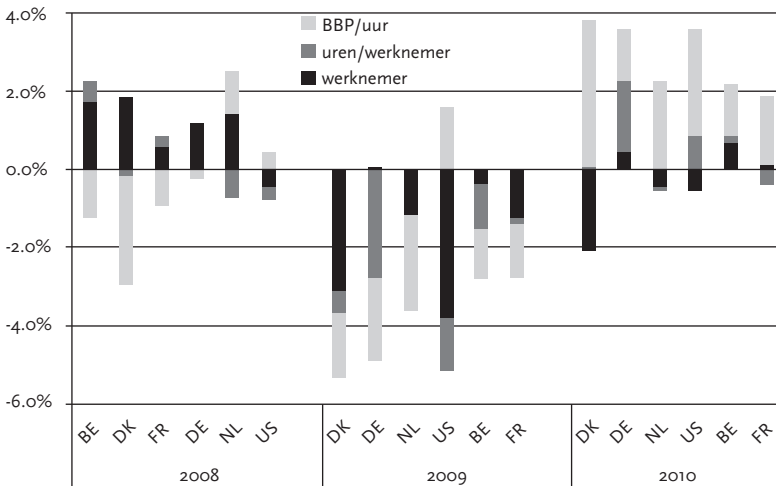 4.0%
BBP/uur
uren/werknemer
werknemer
2.0%
0.0%
-2.0%
-4.0%
-6.0%
BE DK FR DE NL US DK DE NL US BE FR DK DE NL US BE FR
2008 2009 2010